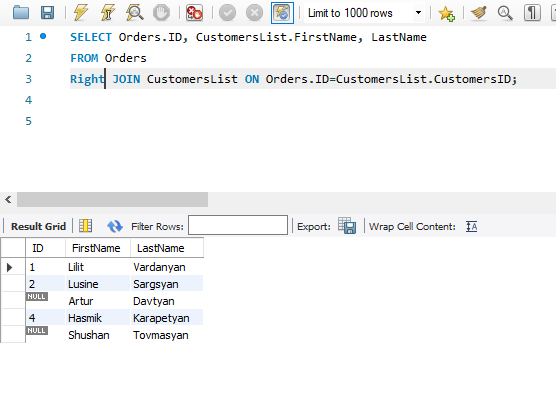 Limit to 1000 rows
1 SELECT Orders.ID, CustomersList.FirstName, LastName
2 FROM Orders
3 Right JOIN CustomersList ON Orders.ID=CustomersList.CustomersID;
4
5
Result Grid Filter Rows: Export: Wrap Cell Content: IA
ID FirstName LastName
1 Lilit Vardanyan
2 Lusine Sargsyan
NULL Artur Davtyan
4 Hasmik Karapetyan
NULL Shushan Tovmasyan